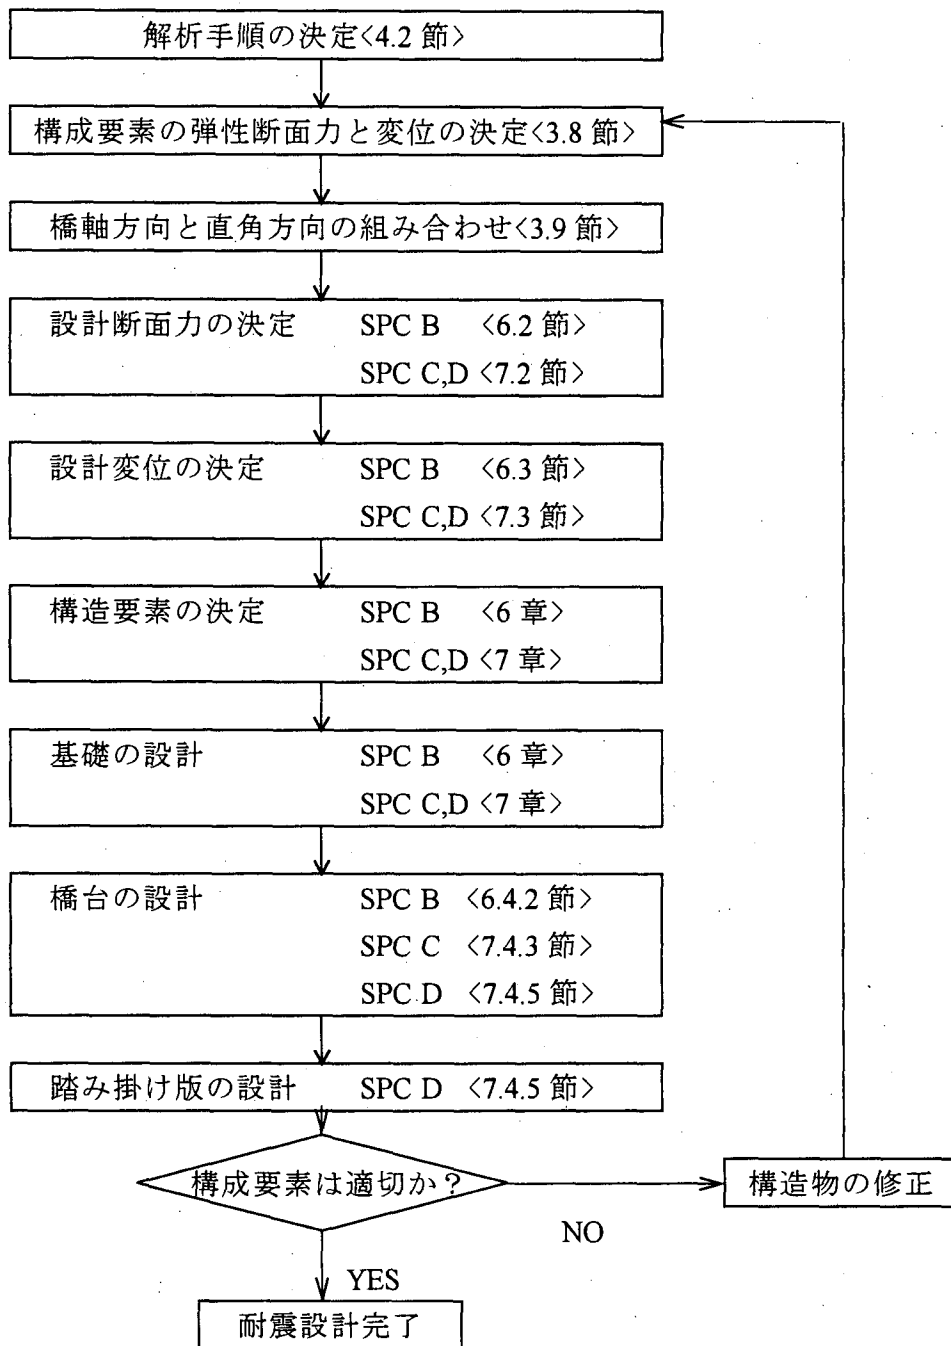 解析手順の決定<4.2 節>
構成要素の弾性断面力と変位の決定<3.8 節>
橋軸方向と直角方向の組み合わせ<3.9 節>
設計断面力の決定 SPC B <6.2 節>
SPC C,D <7.2 節>
設計変位の決定 SPC B <6.3 節>
SPC C,D <7.3 節>
構造要素の決定 SPC B <6 章>
SPC C,D <7 章>
基礎の設計 SPC B <6 章>
SPC C,D <7 章>
橋台の設計 SPC B <6.4.2 節>
SPC C <7.4.3 節>
SPC D <7.4.5 節>
踏み掛け版の設計 SPC D <7.4.5 節>
構成要素は適切か？
構造物の修正
NO
YES
耐震設計完了